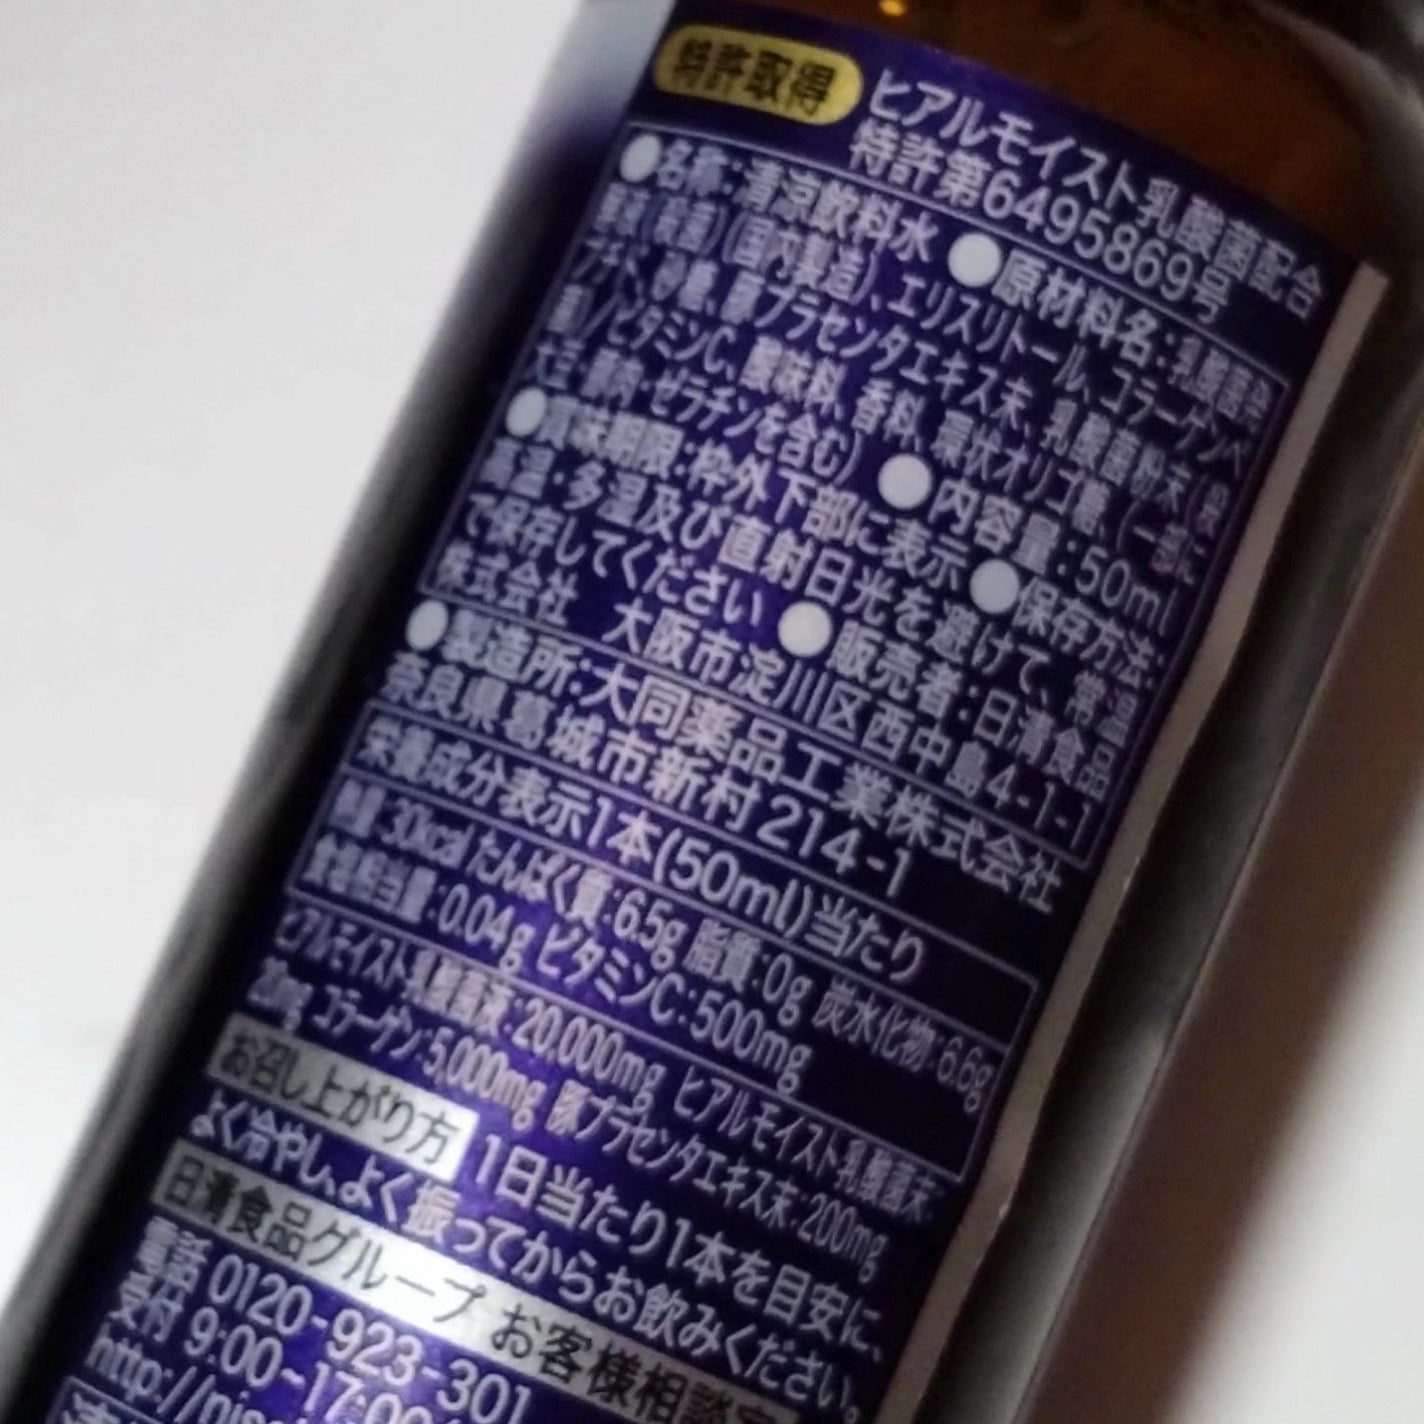 特許取得 ヒアルモイスト乳酸菌配合
特許第6495869号
●名称:清涼飲料水 ●原材料名:乳酸菌発
酵液(殺菌)(国内製造)、エリスリトール、コラーゲンペ
プチド、砂糖、豚プラセンタエキス末、乳酸菌粉末(殺
菌)/ビタミンC、酸味料、香料、環状オリゴ糖、(一部に
大豆・豚肉・ゼラチンを含む) ●内容量:50ml
●賞味期限:枠外下部に表示 ●保存方法:
高温・多湿及び直射日光を避けて、常温
で保存してください ●販売者:日清食品
株式会社 大阪市淀川区西中島4-1-1
●製造所:大同薬品工業株式会社
奈良県葛城市新村214-1
栄養成分表示1本(50ml)当たり
熱量:30kcal たんぱく質:6.5g 脂質:0g 炭水化物:6.6g
食塩相当量:0.04g ビタミンC:500mg
ヒアルモイスト乳酸菌液:20,000mg ヒアルモイスト乳酸菌末:
20mg コラーゲン:5,000mg 豚プラセンタエキス末:200mg
お召し上がり方 1日当たり1本を目安に、
よく冷やし、よく振ってからお飲みください。
日清食品グループ お客様相談室
電話 0120-923-301
受付 9:00~17:00
http://nis